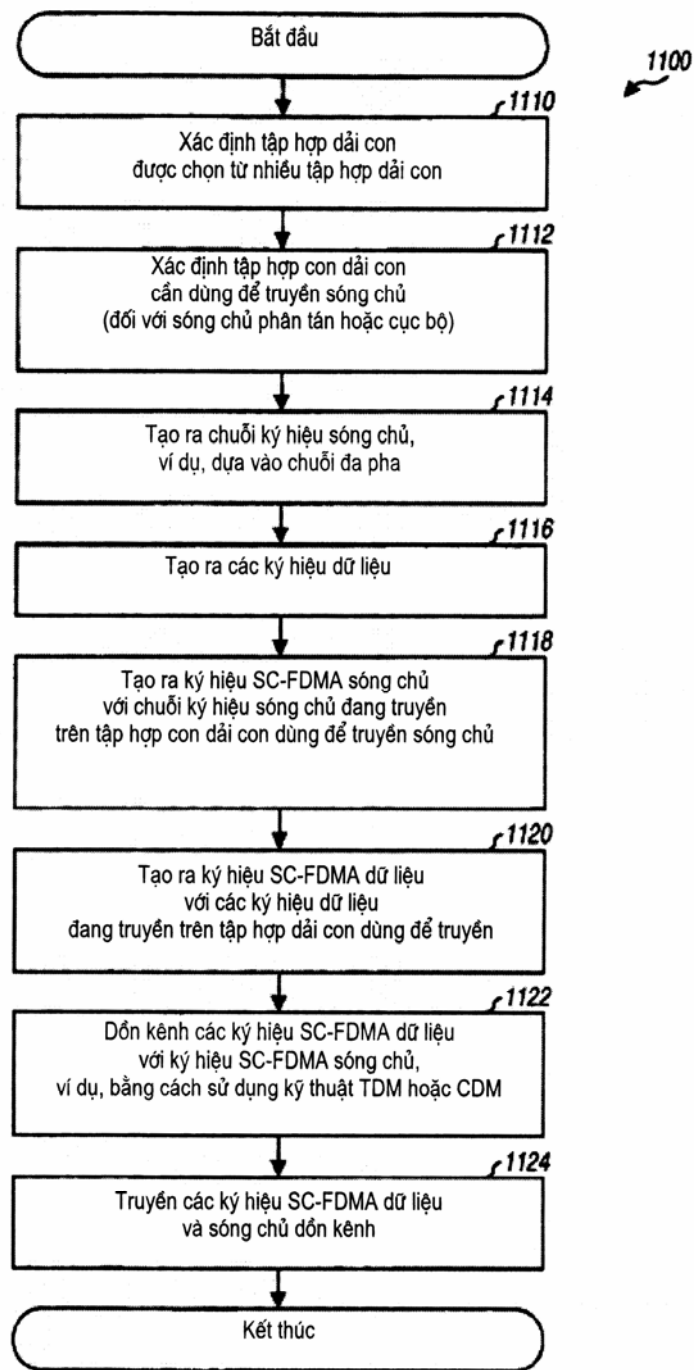 Bắt đầu
1100
1110
Xác định tập hợp dải con
được chọn từ nhiều tập hợp dải con
1112
Xác định tập hợp con dải con
cần dùng để truyền sóng chủ
(đối với sóng chủ phân tán hoặc cục bộ)
1114
Tạo ra chuỗi ký hiệu sóng chủ,
ví dụ, dựa vào chuỗi đa pha
1116
Tạo ra các ký hiệu dữ liệu
1118
Tạo ra ký hiệu SC-FDMA sóng chủ
với chuỗi ký hiệu sóng chủ đang truyền
trên tập hợp con dải con dùng để truyền sóng chủ
1120
Tạo ra ký hiệu SC-FDMA dữ liệu
với các ký hiệu dữ liệu
đang truyền trên tập hợp dải con dùng để truyền
1122
Dồn kênh các ký hiệu SC-FDMA dữ liệu
với ký hiệu SC-FDMA sóng chủ,
ví dụ, bằng cách sử dụng kỹ thuật TDM hoặc CDM
1124
Truyền các ký hiệu SC-FDMA dữ liệu
và sóng chủ dồn kênh
Kết thúc